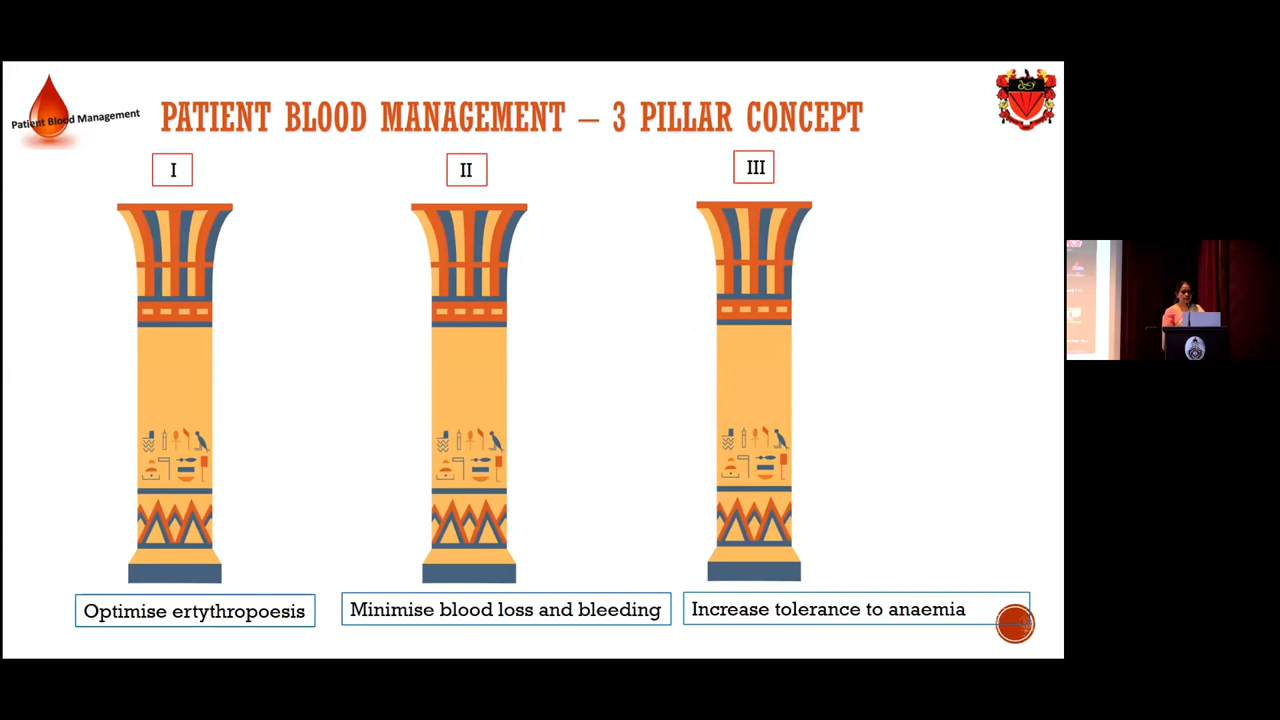 Patient Blood Management
PATIENT BLOOD MANAGEMENT – 3 PILLAR CONCEPT
I
II
III
Optimise ertythropoesis
Minimise blood loss and bleeding
Increase tolerance to anaemia